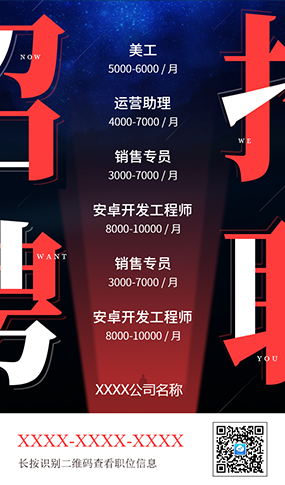 招
聘
NOW
WE
WANT
YOU
美工
5000-6000 / 月
运营助理
4000-7000 / 月
销售专员
3000-7000 / 月
安卓开发工程师
8000-10000 / 月
销售专员
3000-7000 / 月
安卓开发工程师
8000-10000 / 月
XXXX公司名称
XXXX-XXXX-XXXX
长按识别二维码查看职位信息